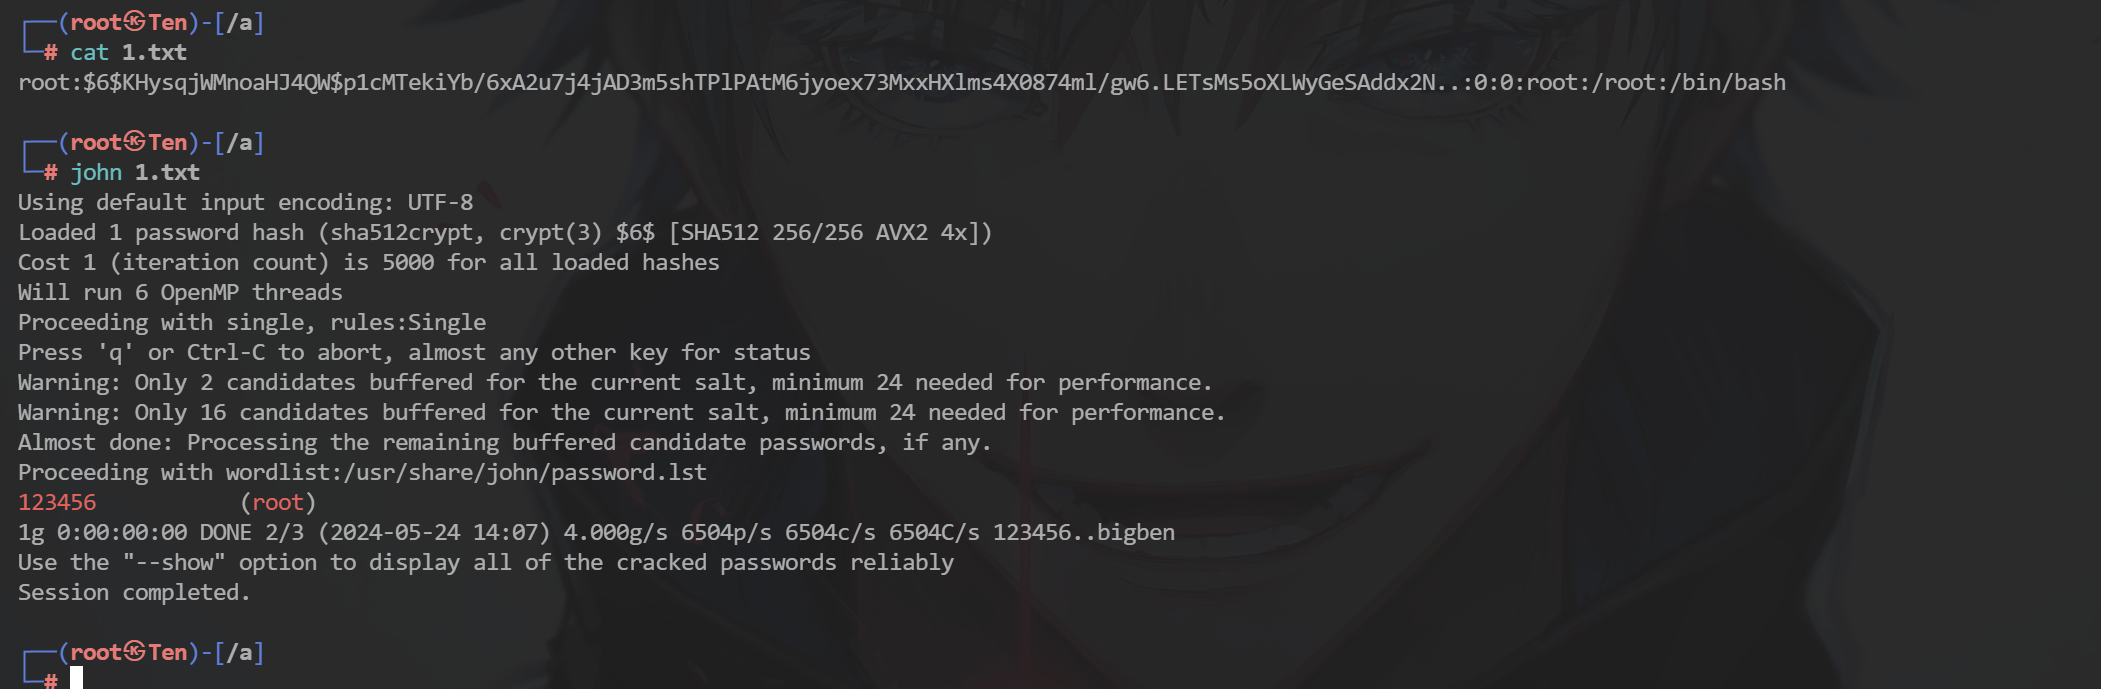 ┌──(root㉿Ten)-[/a]
└─# cat 1.txt
root:$6$KHysqjWMnoaHJ4QW$p1cMTekiYb/6xA2u7j4jAD3m5shTPlPAtM6jyoex73MxxHXlms4X0874ml/gw6.LETsMs5oXLWyGeSAddx2N..:0:0:root:/root:/bin/bash
┌──(root㉿Ten)-[/a]
└─# john 1.txt
Using default input encoding: UTF-8
Loaded 1 password hash (sha512crypt, crypt(3) $6$ [SHA512 256/256 AVX2 4x])
Cost 1 (iteration count) is 5000 for all loaded hashes
Will run 6 OpenMP threads
Proceeding with single, rules:Single
Press 'q' or Ctrl-C to abort, almost any other key for status
Warning: Only 2 candidates buffered for the current salt, minimum 24 needed for performance.
Warning: Only 16 candidates buffered for the current salt, minimum 24 needed for performance.
Almost done: Processing the remaining buffered candidate passwords, if any.
Proceeding with wordlist:/usr/share/john/password.lst
123456           (root)
1g 0:00:00:00 DONE 2/3 (2024-05-24 14:07) 4.000g/s 6504p/s 6504c/s 6504C/s 123456..bigben
Use the "--show" option to display all of the cracked passwords reliably
Session completed.
┌──(root㉿Ten)-[/a]
└─#